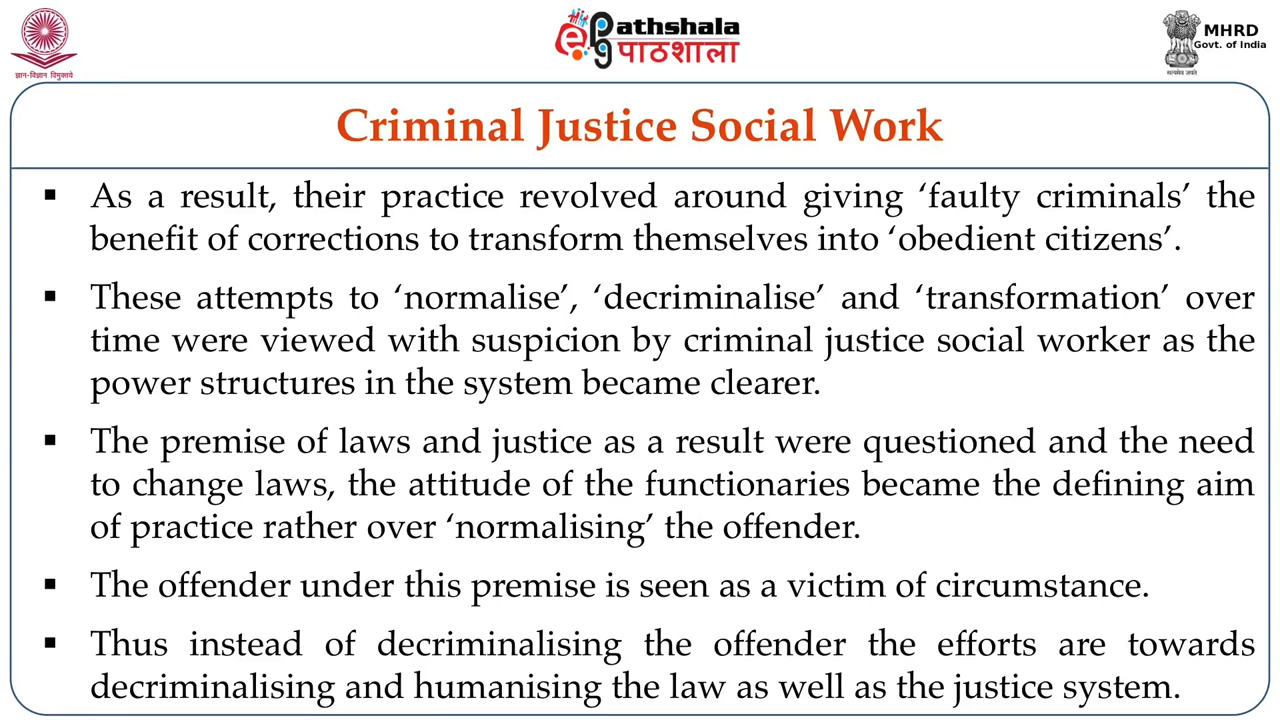 ज्ञान-विज्ञान विमुक्तये
ePG Pathshala
पाठशाला
सत्यमेव जयते
MHRD
Govt. of India
Criminal Justice Social Work
▪ As a result, their practice revolved around giving ‘faulty criminals’ the
benefit of corrections to transform themselves into ‘obedient citizens’.
▪ These attempts to ‘normalise’, ‘decriminalise’ and ‘transformation’ over
time were viewed with suspicion by criminal justice social worker as the
power structures in the system became clearer.
▪ The premise of laws and justice as a result were questioned and the need
to change laws, the attitude of the functionaries became the defining aim
of practice rather over ‘normalising’ the offender.
▪ The offender under this premise is seen as a victim of circumstance.
▪ Thus instead of decriminalising the offender the efforts are towards
decriminalising and humanising the law as well as the justice system.